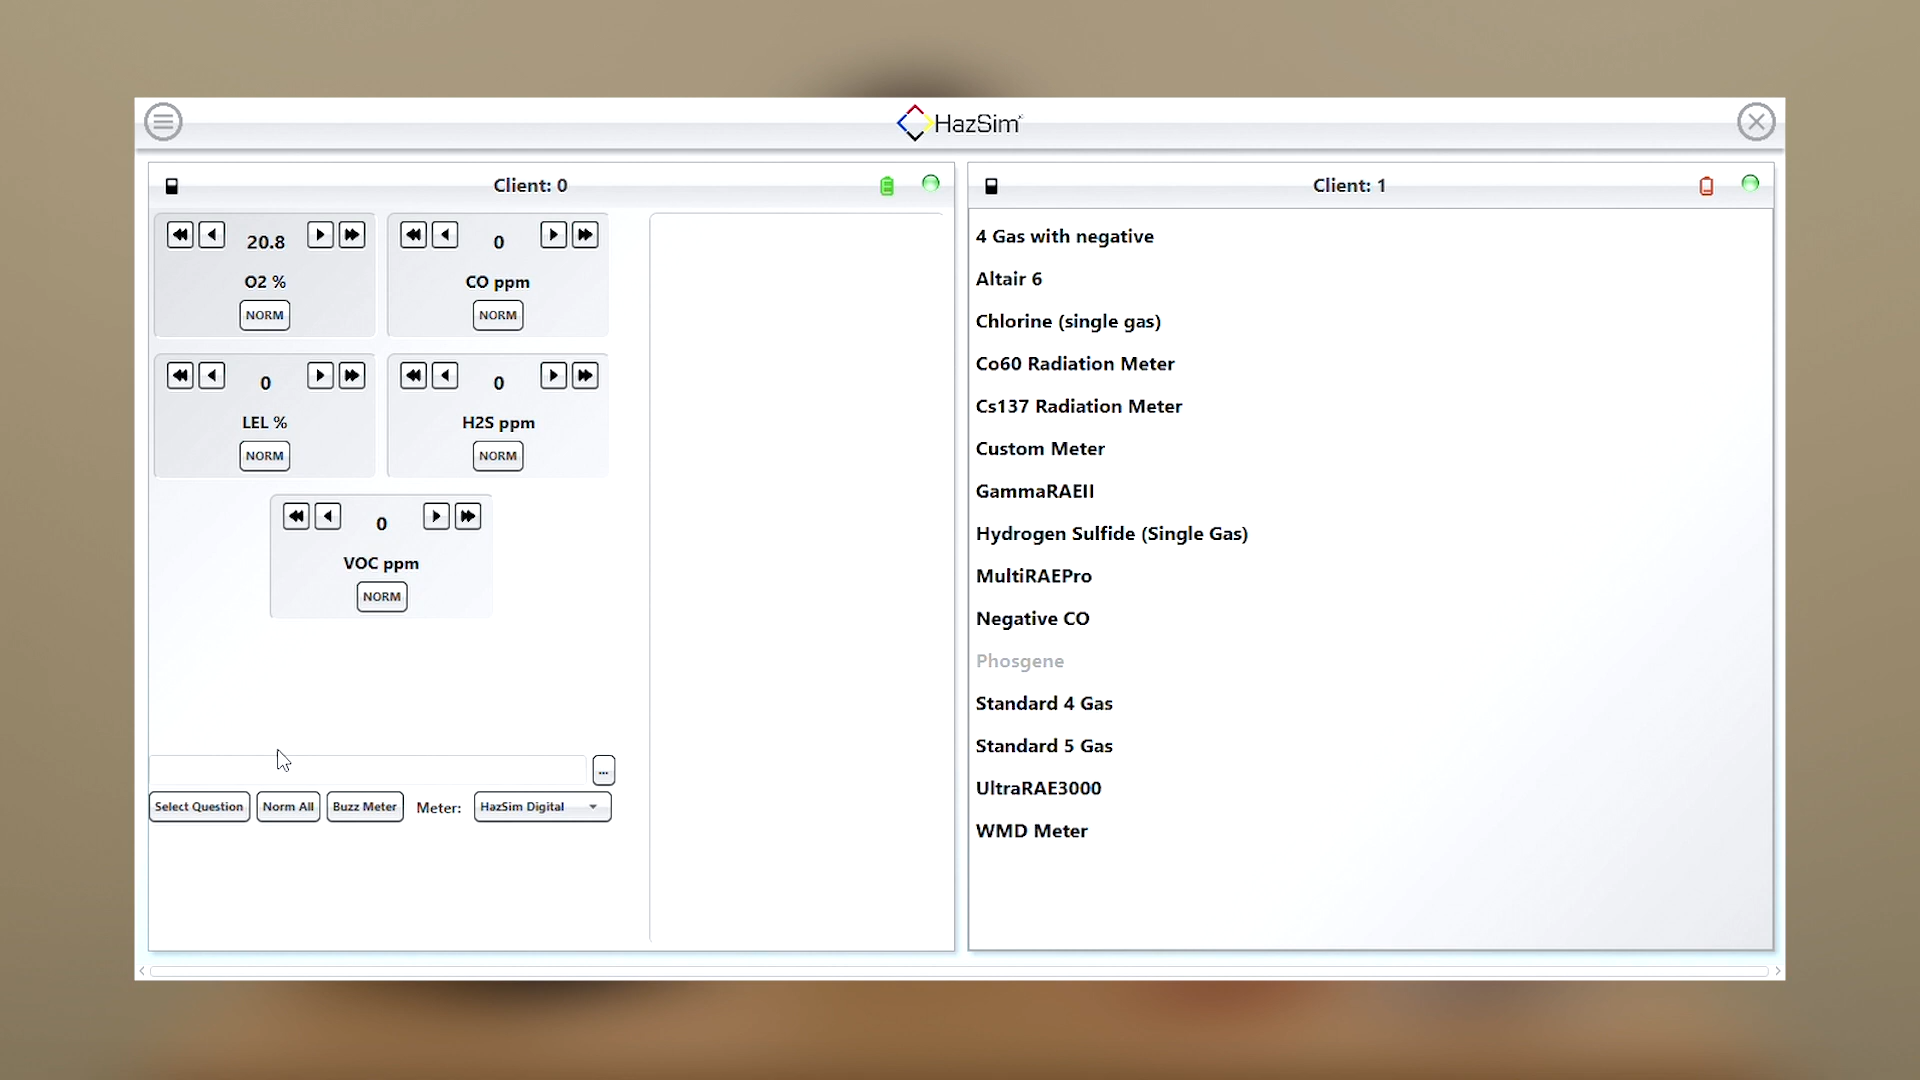 HazSim
Client: 0
20.8
O2 %
NORM
0
CO ppm
NORM
0
LEL %
NORM
0
H2S ppm
NORM
0
VOC ppm
NORM
...
Select Question
Norm All
Buzz Meter
Meter:
HazSim Digital
Client: 1
4 Gas with negative
Altair 6
Chlorine (single gas)
Co60 Radiation Meter
Cs137 Radiation Meter
Custom Meter
GammaRAEII
Hydrogen Sulfide (Single Gas)
MultiRAEPro
Negative CO
Phosgene
Standard 4 Gas
Standard 5 Gas
UltraRAE3000
WMD Meter